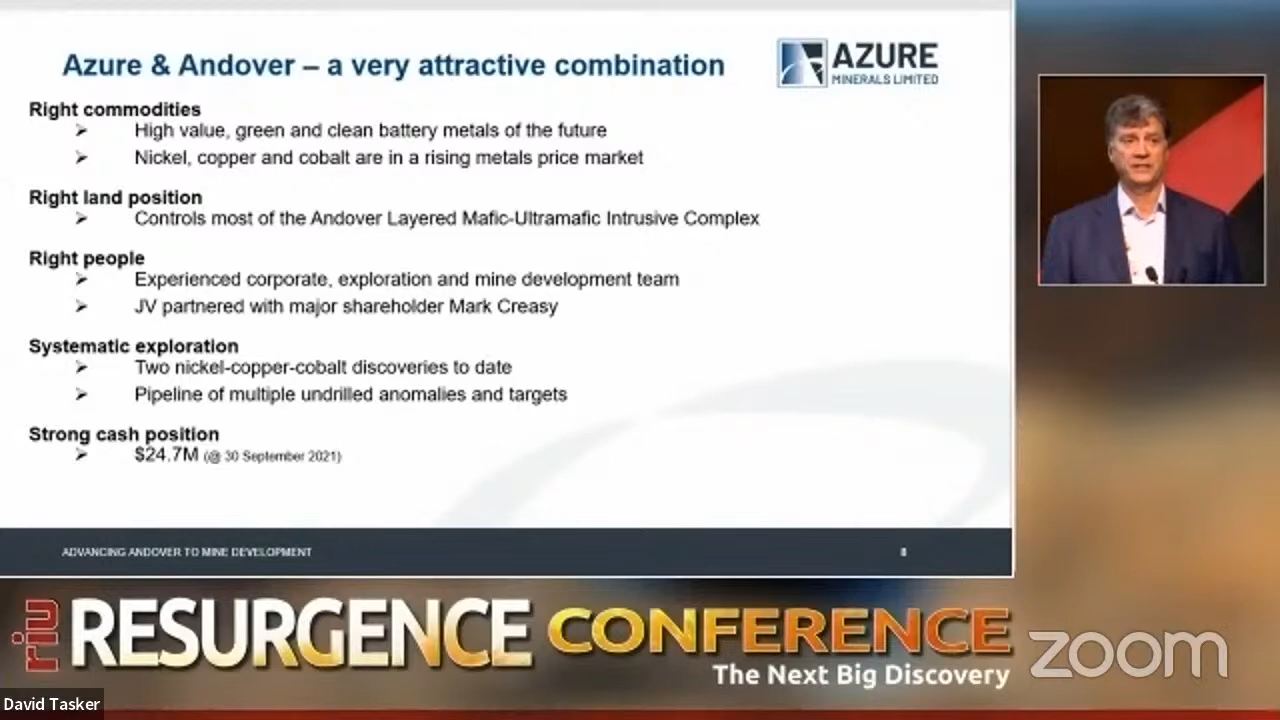 Azure & Andover – a very attractive combination
AZURE
MINERALS LIMITED
Right commodities
➢ High value, green and clean battery metals of the future
➢ Nickel, copper and cobalt are in a rising metals price market
Right land position
➢ Controls most of the Andover Layered Mafic-Ultramafic Intrusive Complex
Right people
➢ Experienced corporate, exploration and mine development team
➢ JV partnered with major shareholder Mark Creasy
Systematic exploration
➢ Two nickel-copper-cobalt discoveries to date
➢ Pipeline of multiple undrilled anomalies and targets
Strong cash position
➢ $24.7M (@ 30 September 2021)
ADVANCING ANDOVER TO MINE DEVELOPMENT 8
riu RESURGENCE CONFERENCE
The Next Big Discovery
zoom
David Tasker